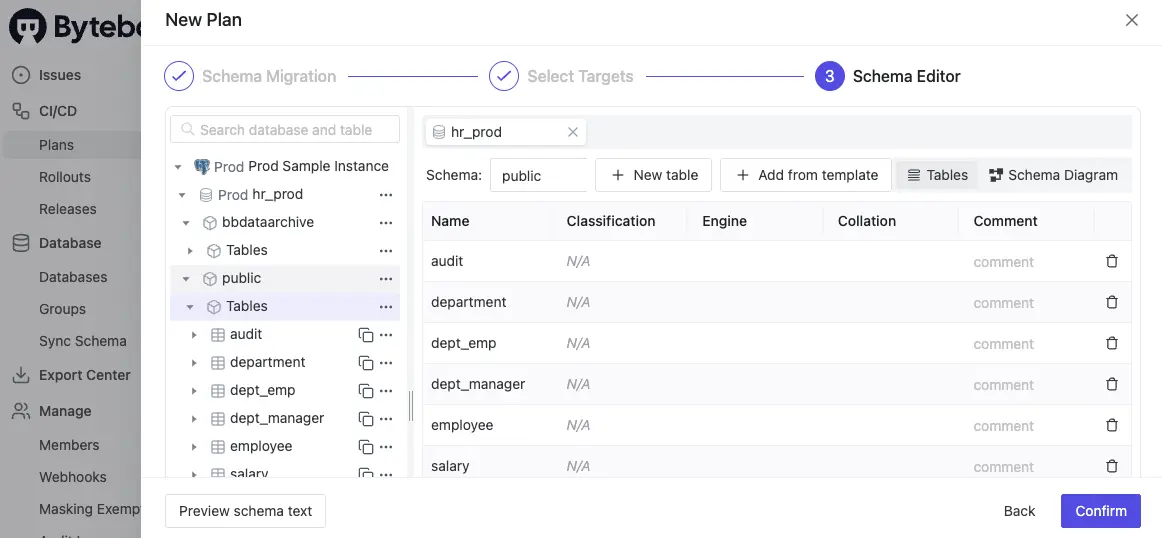 Bytebo
New Plan
Issues
CI/CD
Plans
Rollouts
Releases
Database
Databases
Groups
Sync Schema
Export Center
Manage
Members
Webhooks
Masking Exemp
Schema Migration
Select Targets
3 Schema Editor
Search database and table
Prod Prod Sample Instance
Prod hr_prod
bbdataarchive
Tables
public
Tables
audit
department
dept_emp
dept_manager
employee
salary
hr_prod
Schema: public New table Add from template Tables Schema Diagram
Name Classification Engine Collation Comment
audit N/A comment
department N/A comment
dept_emp N/A comment
dept_manager N/A comment
employee N/A comment
salary N/A comment
Preview schema text Back Confirm